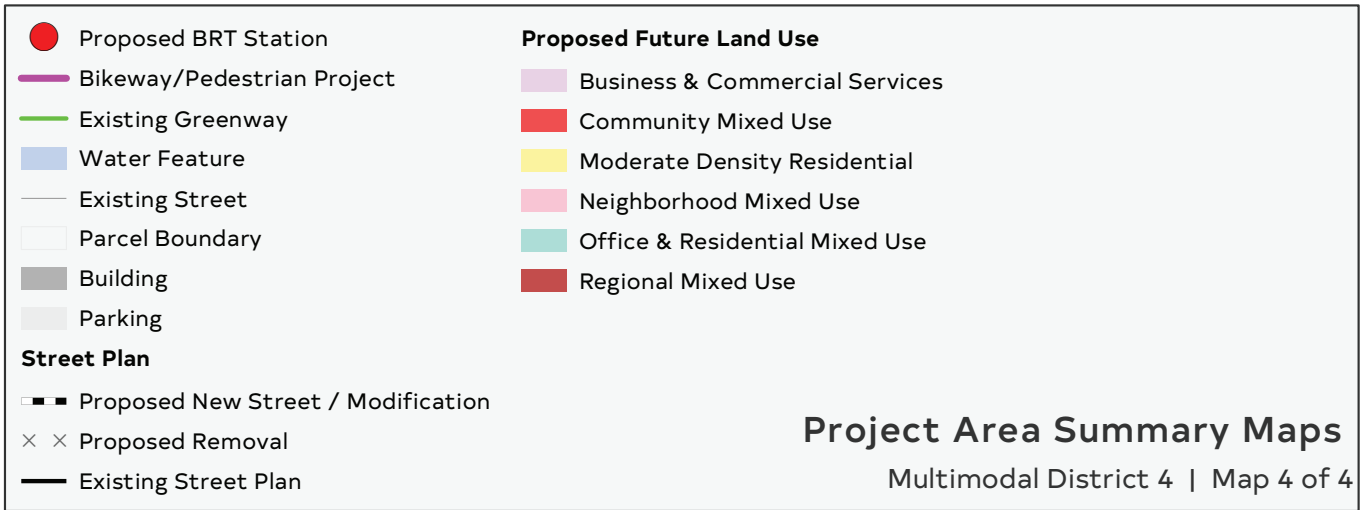 Proposed BRT Station
Bikeway/Pedestrian Project
Existing Greenway
Water Feature
Existing Street
Parcel Boundary
Building
Parking
Street Plan
Proposed New Street / Modification
Proposed Removal
Existing Street Plan
Proposed Future Land Use
Business & Commercial Services
Community Mixed Use
Moderate Density Residential
Neighborhood Mixed Use
Office & Residential Mixed Use
Regional Mixed Use
Project Area Summary Maps
Multimodal District 4 | Map 4 of 4